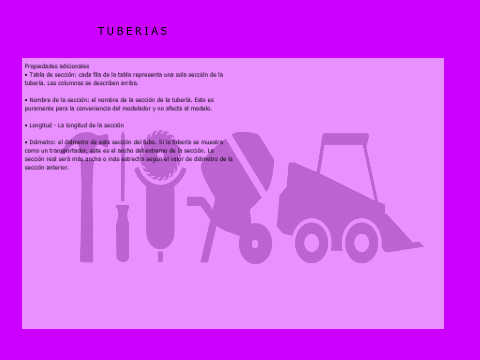 TUBERIAS
Propiedades adicionales
• Tabla de sección: cada fila de la tabla representa una sola sección de la
tubería. Las columnas se describen arriba.
• Nombre de la sección: el nombre de la sección de la tubería. Esto es
puramente para la conveniencia del modelador y no afecta el modelo.
• Longitud - La longitud de la sección
• Diámetro: el diámetro de esta sección del tubo. Si la tubería se muestra
como un transportador, este es el ancho del extremo de la sección. La
sección real será más ancha o más estrecha según el valor de diámetro de la
sección anterior.